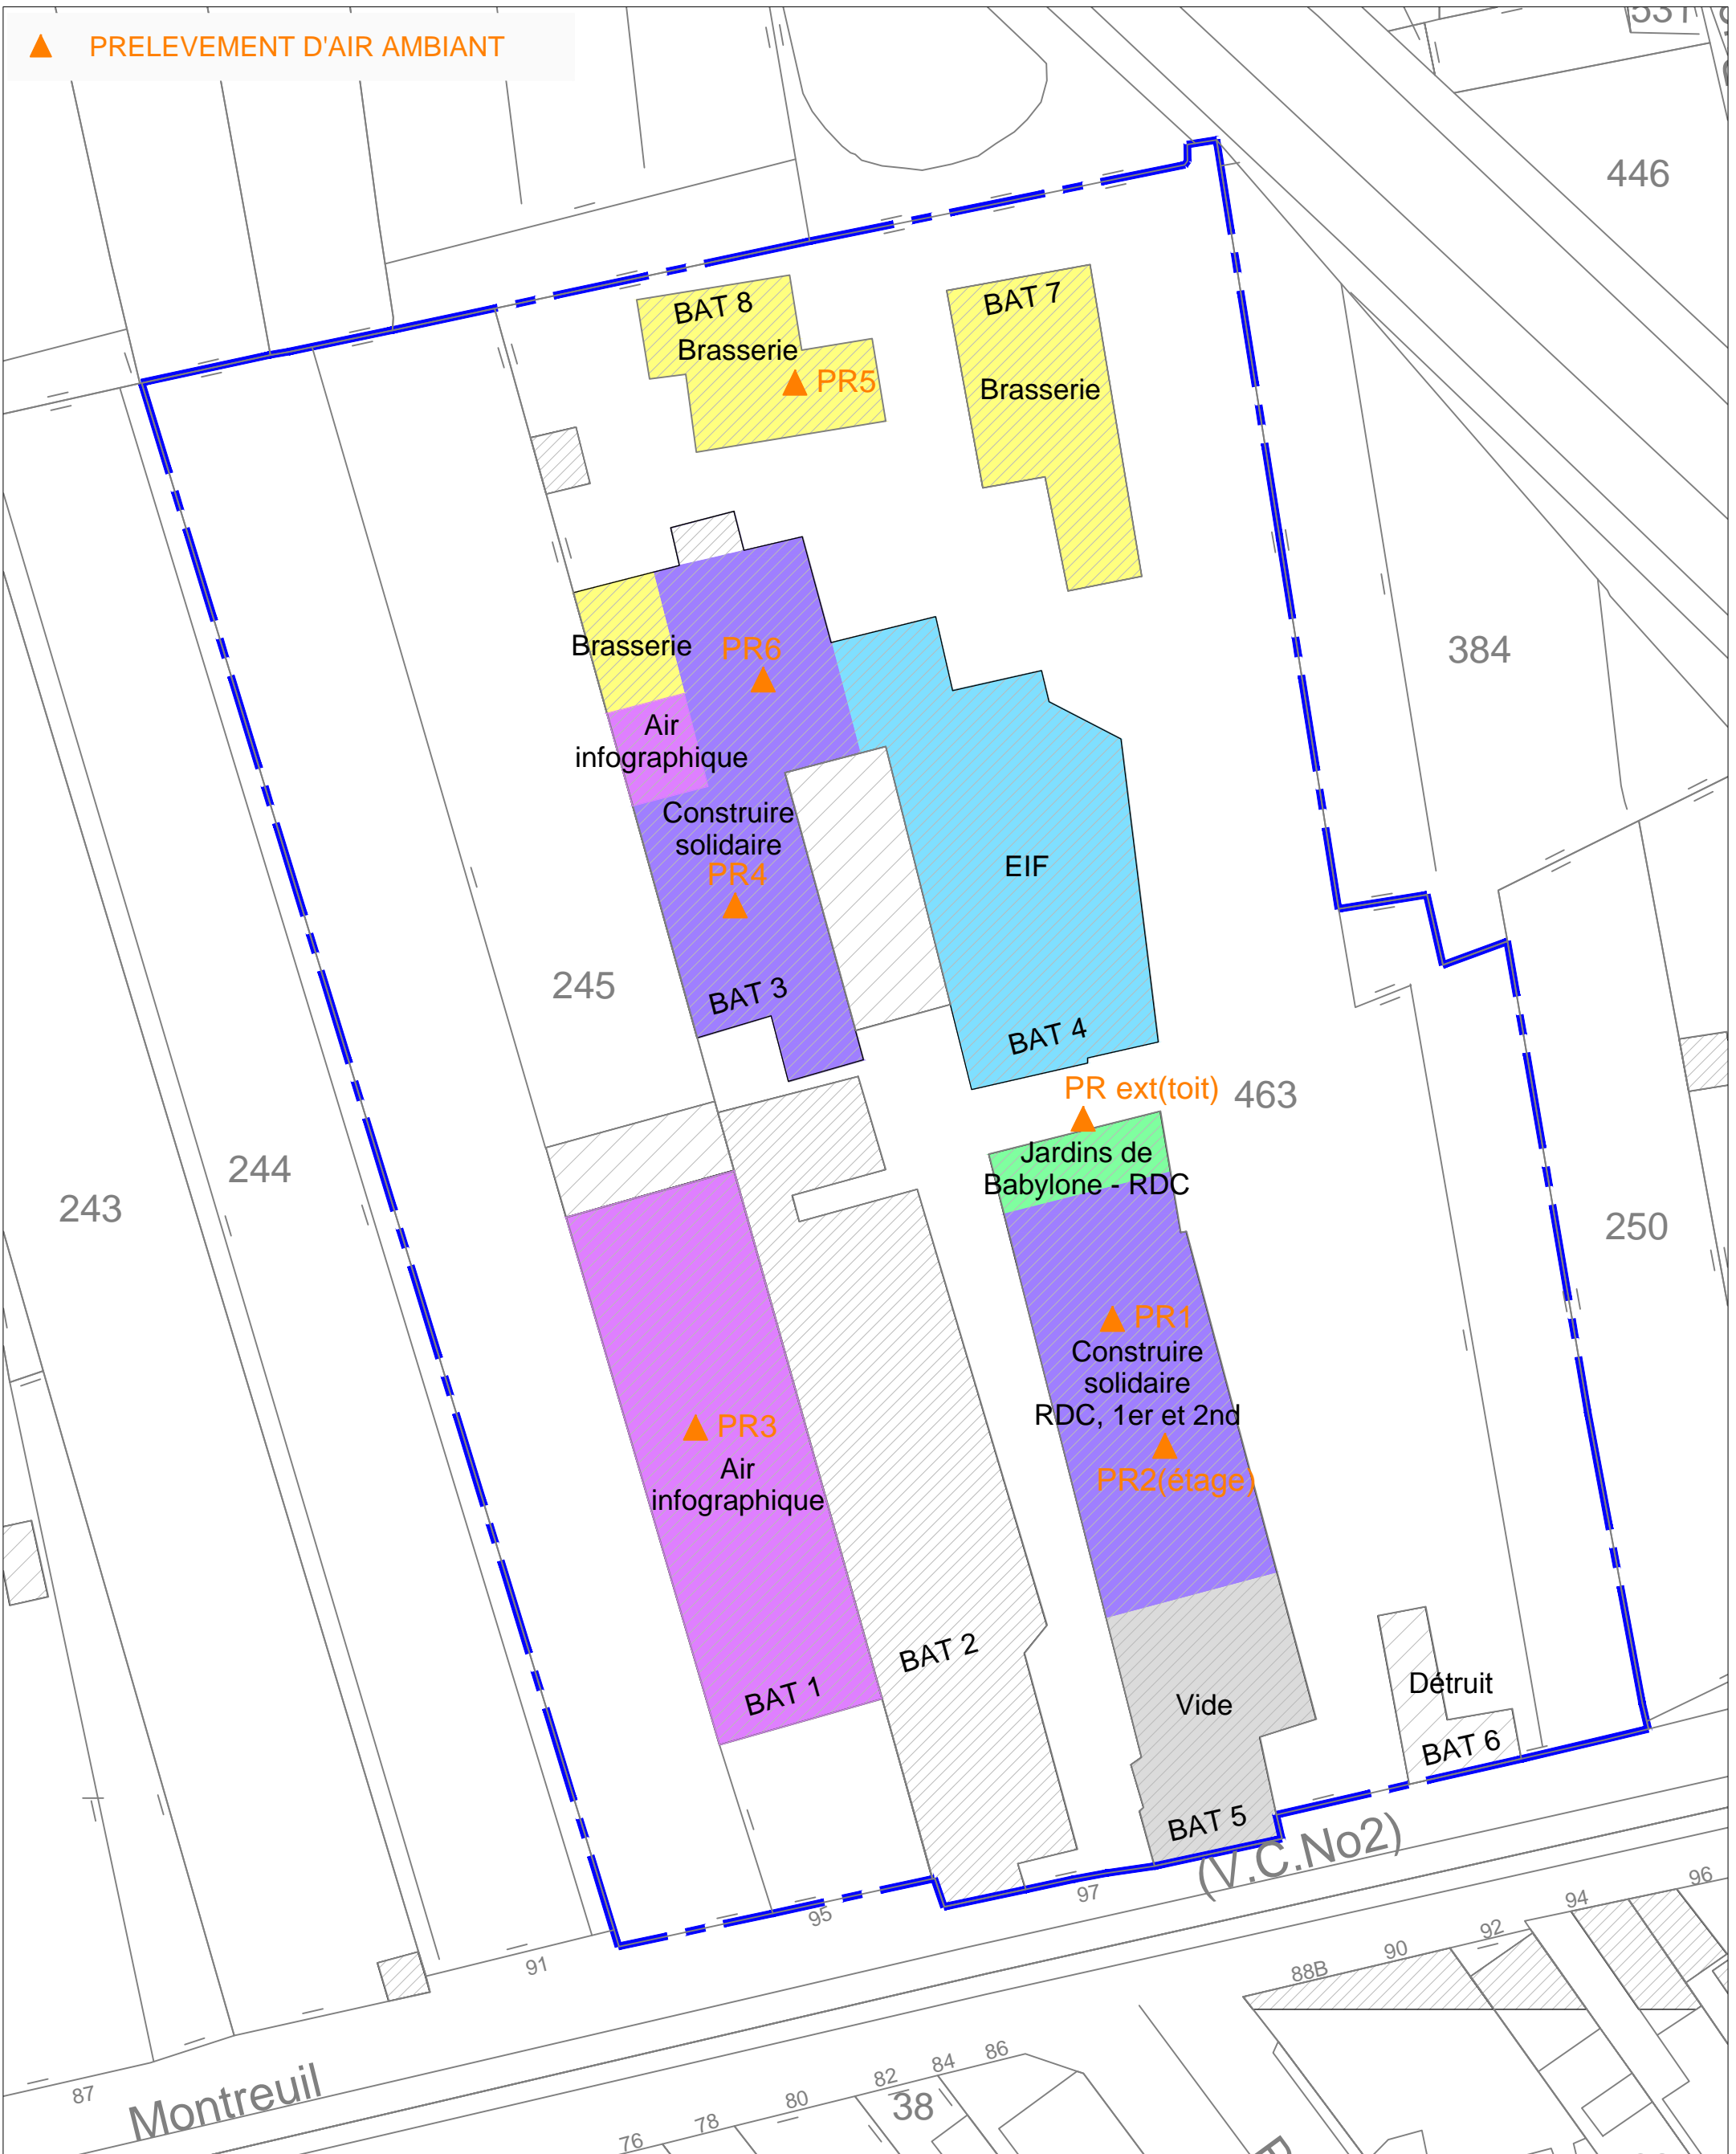 PRELEVEMENT D'AIR AMBIANT
531
446
BAT 8
Brasserie
PR5
BAT 7
Brasserie
Brasserie
PR6
384
Air
infographique
Construire
solidaire
PR4
EIF
245
BAT 3
BAT 4
PR ext(toit)
463
Jardins de
Babylone - RDC
244
243
250
PR1
Construire
solidaire
RDC, 1er et 2nd
PR2(étage)
PR3
Air
infographique
BAT 2
BAT 1
Vide
Détruit
BAT 6
BAT 5
(V.C.No2)
97
95
91
96
94
92
90
88B
87
Montreuil
86
84
82
80
78
76
38